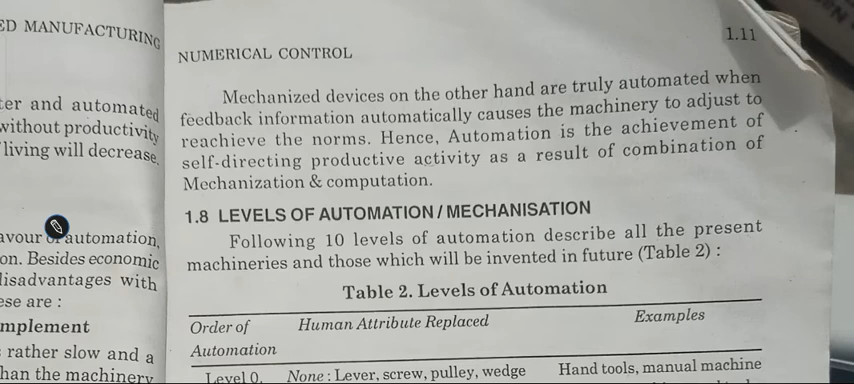 ED MANUFACTURING
ter and automated
without productivity
living will decrease.
avour of automation,
on. Besides economic
disadvantages with
ese are :
mplement
rather slow and a
han the machinery
NUMERICAL CONTROL
1.11
Mechanized devices on the other hand are truly automated when
feedback information automatically causes the machinery to adjust to
reachieve the norms. Hence, Automation is the achievement of
self-directing productive activity as a result of combination of
Mechanization & computation.
1.8 LEVELS OF AUTOMATION / MECHANISATION
Following 10 levels of automation describe all the present
machineries and those which will be invented in future (Table 2) :
Table 2. Levels of Automation
Order of Human Attribute Replaced Examples
Automation
Level 0. None : Lever, screw, pulley, wedge Hand tools, manual machine